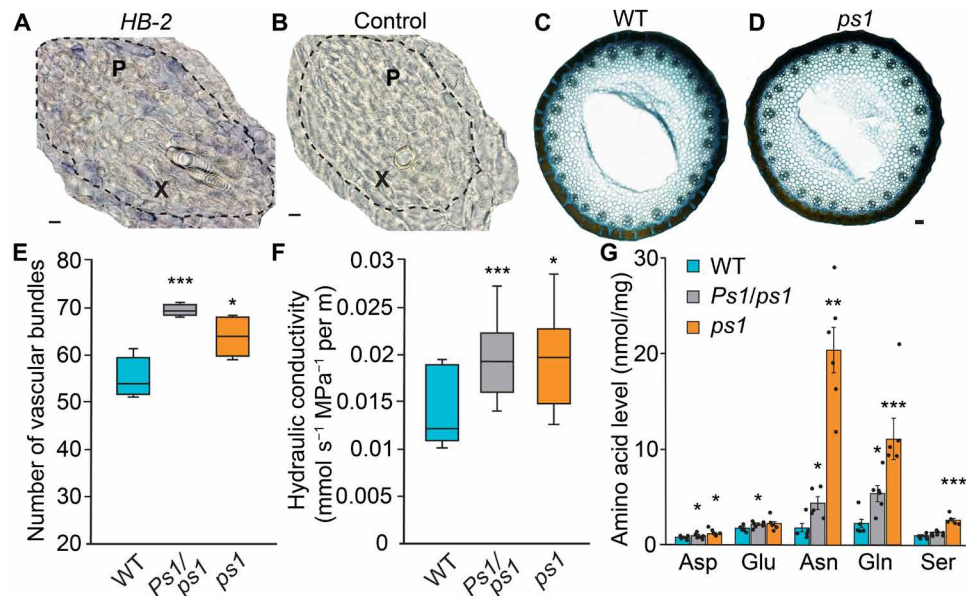 A HB-2
B Control
C WT
D ps1
P
X
P
X
E
Number of vascular bundles
80
70
60
50
40
30
20
WT
Ps1/
ps1
ps1
***
*
F
Hydraulic conductivity
(mmol s⁻¹ MPa⁻¹ per m)
0.03
0.025
0.02
0.015
0.01
0.005
0
WT
Ps1/
ps1
ps1
***
*
G
WT
Ps1/ps1
ps1
Amino acid level (nmol/mg)
30
20
10
0
* *
*
* **
* ***
***
Asp Glu Asn Gln Ser